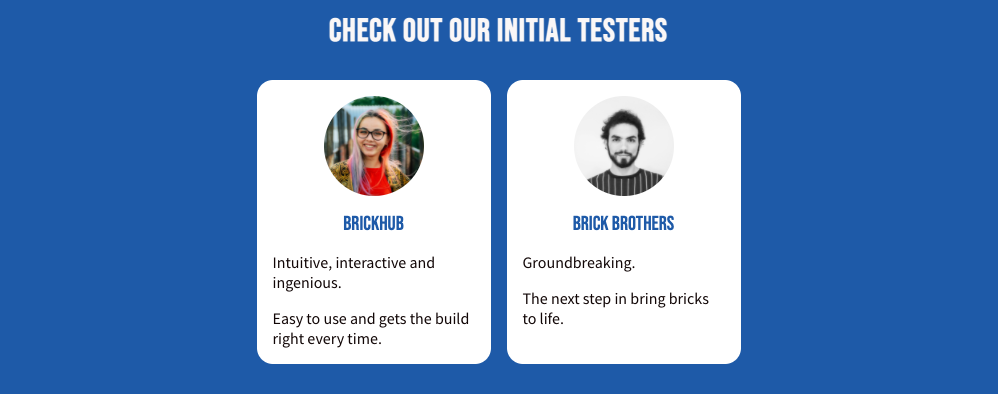 CHECK OUT OUR INITIAL TESTERS
BRICKHUB
Intuitive, interactive and
ingenious.
Easy to use and gets the build
right every time.
BRICK BROTHERS
Groundbreaking.
The next step in bring bricks
to life.